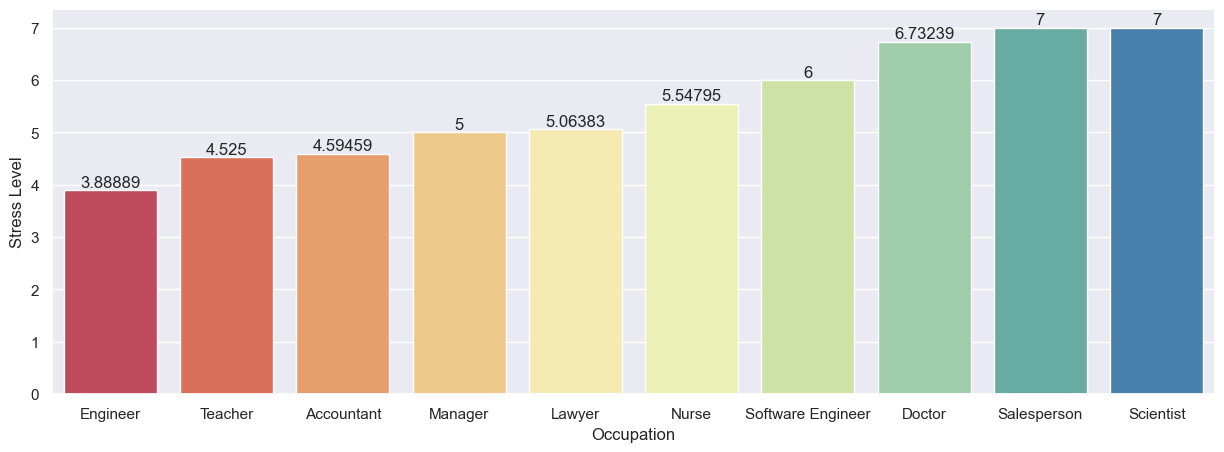 7
6
5
4
3
2
1
0
Stress Level
3.88889
4.525
4.59459
5
5.06383
5.54795
6
6.73239
7
7
Engineer
Teacher
Accountant
Manager
Lawyer
Nurse
Software Engineer
Doctor
Salesperson
Scientist
Occupation